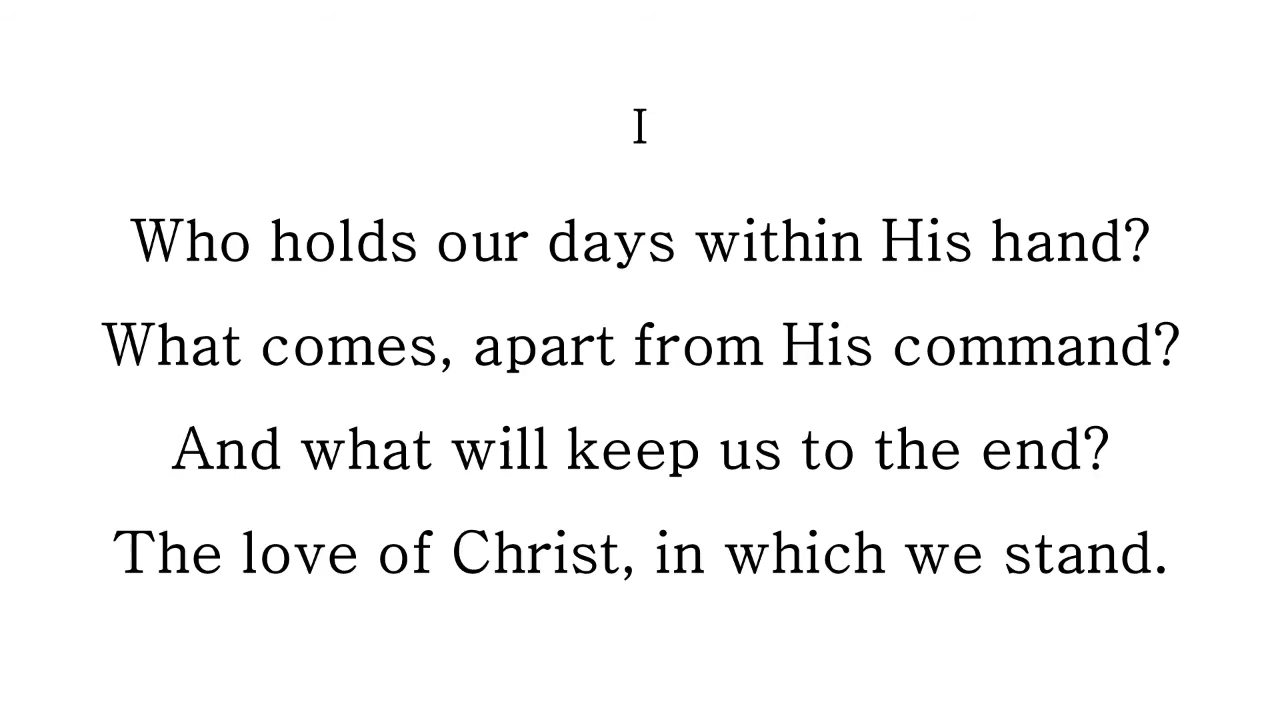 I
Who holds our days within His hand?
What comes, apart from His command?
And what will keep us to the end?
The love of Christ, in which we stand.